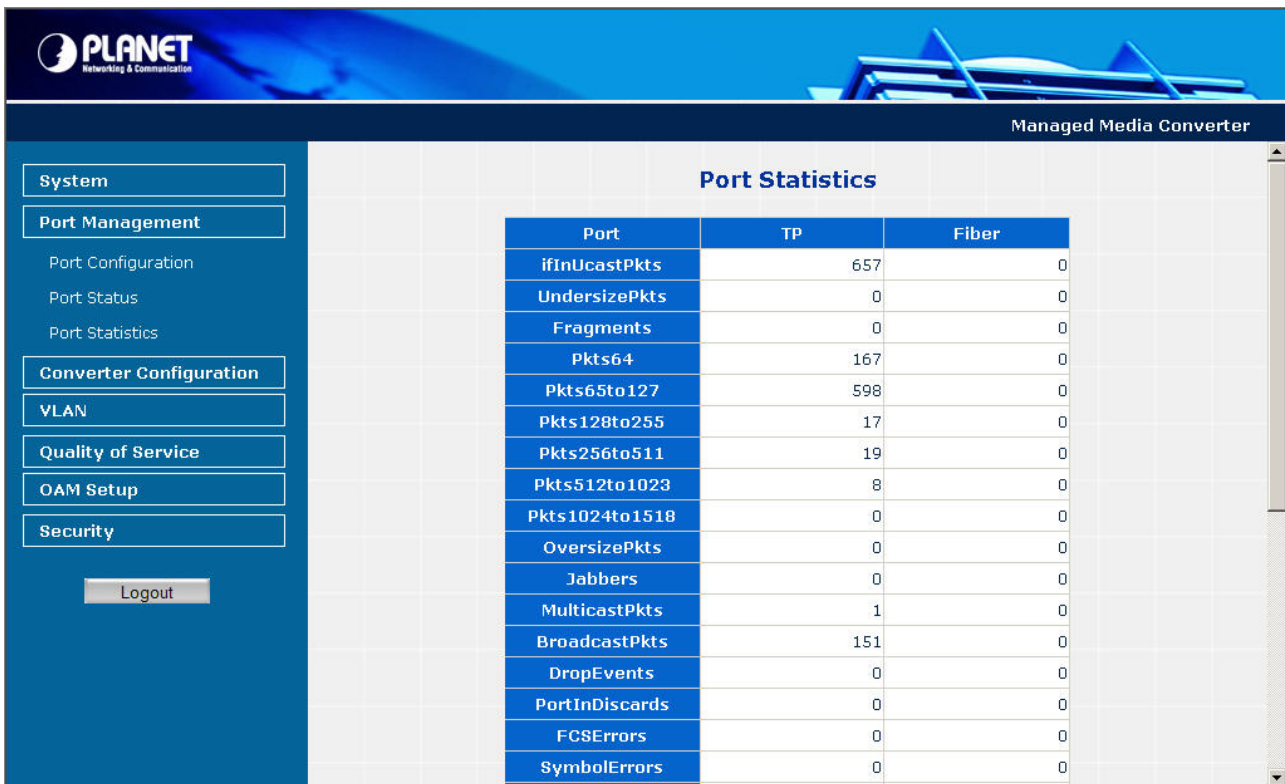 PLANET
Networking & Communication
Managed Media Converter
System
Port Management
Port Configuration
Port Status
Port Statistics
Converter Configuration
VLAN
Quality of Service
OAM Setup
Security
Logout
Port Statistics
Port TP Fiber
ifInUcastPkts 657 0
UndersizePkts 0 0
Fragments 0 0
Pkts64 167 0
Pkts65to127 598 0
Pkts128to255 17 0
Pkts256to511 19 0
Pkts512to1023 8 0
Pkts1024to1518 0 0
OversizePkts 0 0
Jabbers 0 0
MulticastPkts 1 0
BroadcastPkts 151 0
DropEvents 0 0
PortInDiscards 0 0
FCSErrors 0 0
SymbolErrors 0 0